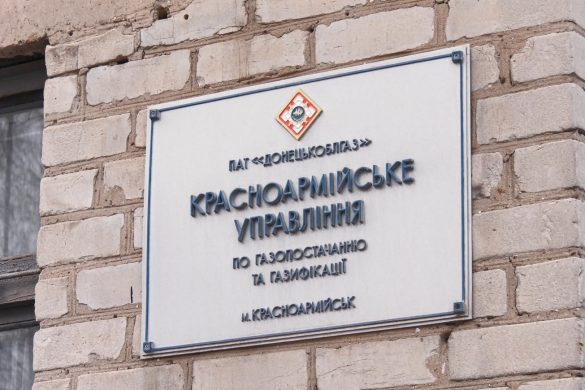 ПАТ «ДОНЕЦЬКОБЛГАЗ»
КРАСНОАРМІЙСЬКЕ
УПРАВЛІННЯ
ПО ГАЗОПОСТАЧАННЮ
ТА ГАЗИФІКАЦІЇ
М.КРАСНОАРМІЙСЬК